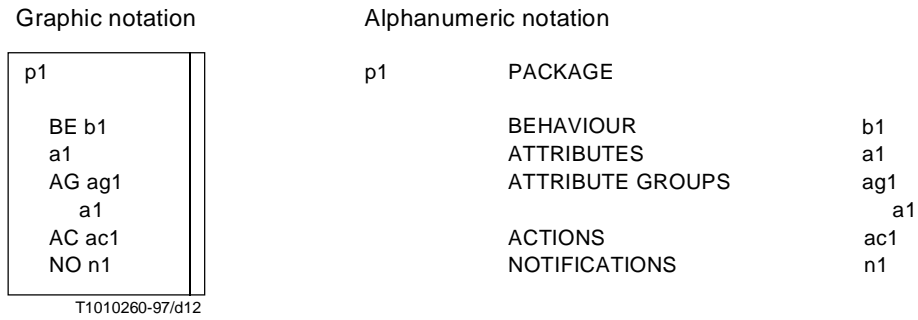 Graphic notation Alphanumeric notation
p1 p1 PACKAGE
BE b1 BEHAVIOUR b1
a1 ATTRIBUTES a1
AG ag1 ATTRIBUTE GROUPS ag1
a1 a1
AC ac1 ACTIONS ac1
NO n1 NOTIFICATIONS n1
T1010260-97/d12